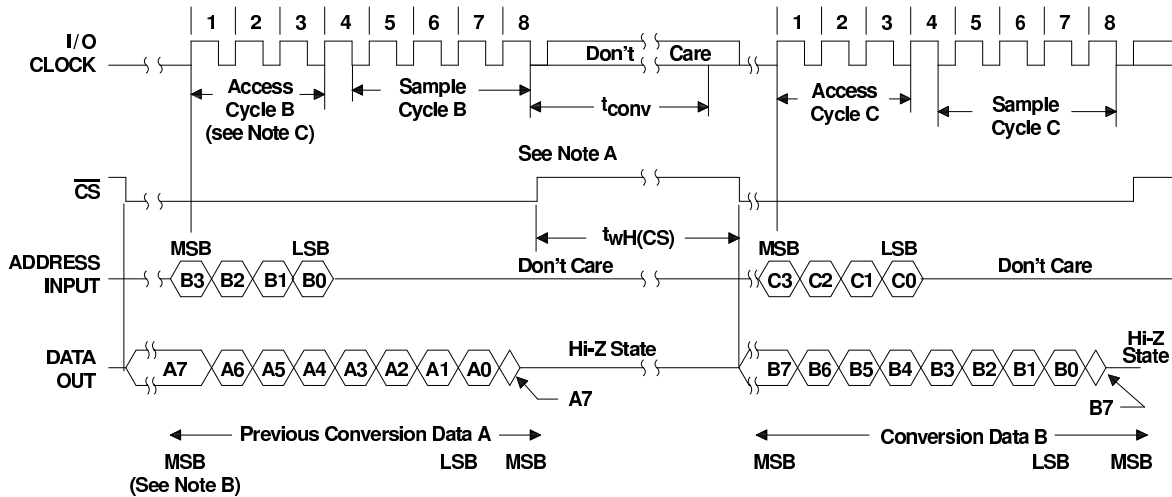 1 2 3 4 5 6 7 8 1 2 3 4 5 6 7 8
I/O
CLOCK
Don't Care
Access
Cycle B
(see Note C)
Sample
Cycle B
tconv
Access
Cycle C
Sample
Cycle C
See Note A
CS
twH(CS)
MSB LSB MSB LSB
ADDRESS
INPUT
B3 B2 B1 B0 Don't Care C3 C2 C1 C0 Don't Care
DATA
OUT
A7 A6 A5 A4 A3 A2 A1 A0 Hi-Z State B7 B6 B5 B4 B3 B2 B1 B0 Hi-Z
State
A7 B7
Previous Conversion Data A Conversion Data B
MSB LSB MSB MSB LSB MSB
(See Note B)